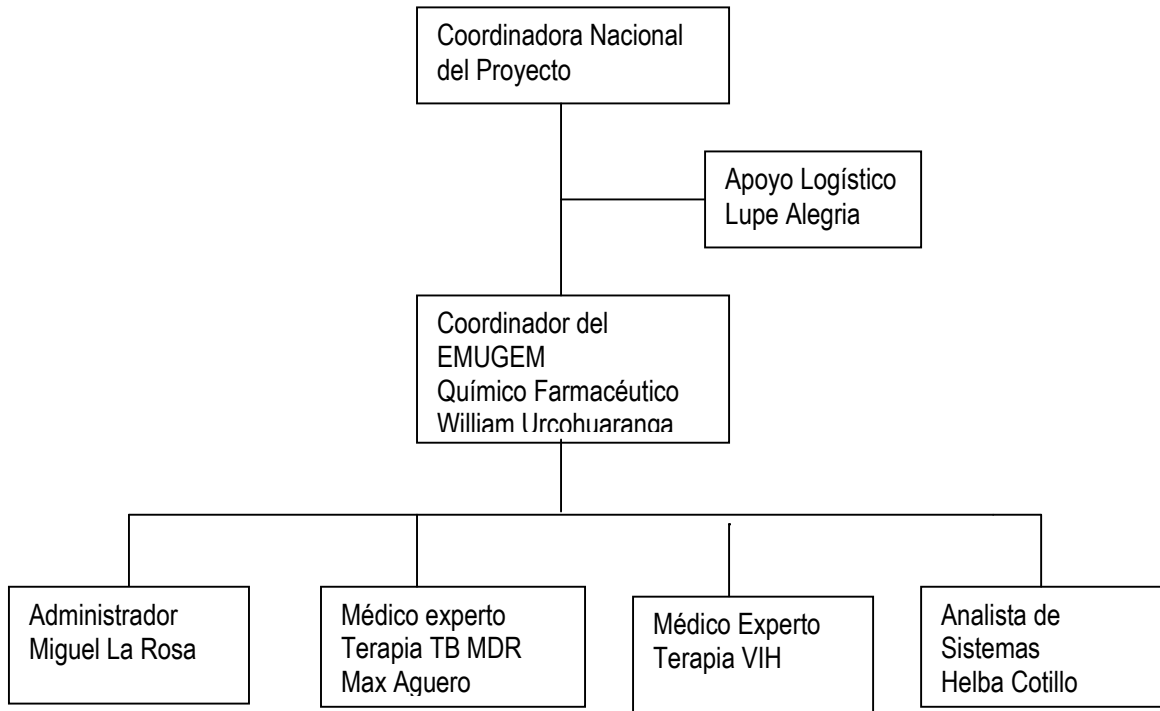 Coordinadora Nacional
del Proyecto
Apoyo Logístico
Lupe Alegria
Coordinador del
EMUGEM
Químico Farmacéutico
William Urcohuaranga
Administrador
Miguel La Rosa
Médico experto
Terapia TB MDR
Max Aguero
Médico Experto
Terapia VIH
Analista de
Sistemas
Helba Cotillo